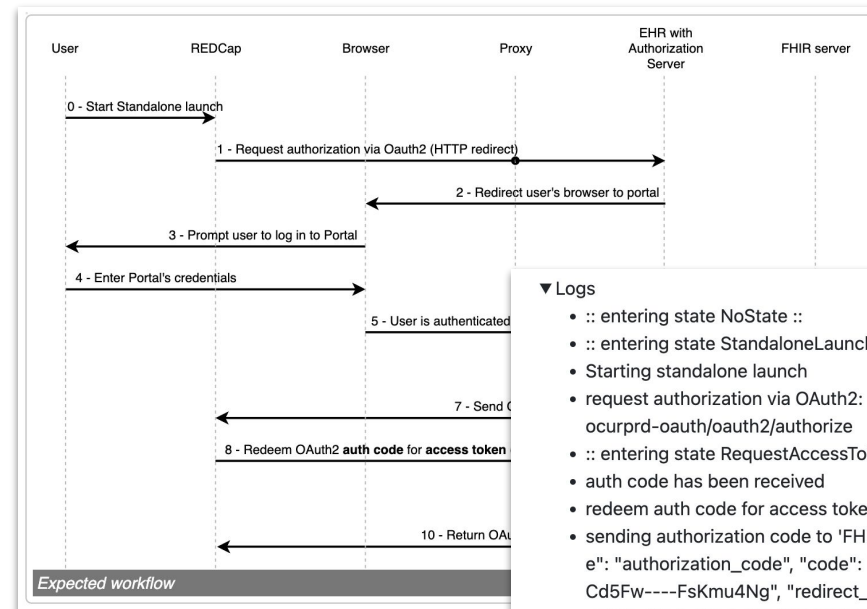 User
REDCap
Browser
Proxy
EHR with
Authorization
Server
FHIR server
0 - Start Standalone launch
1 - Request authorization via Oauth2 (HTTP redirect)
2 - Redirect user's browser to portal
3 - Prompt user to log in to Portal
4 - Enter Portal's credentials
5 - User is authenticated
7 - Send
8 - Redeem OAuth2 auth code for access token
10 - Return
Expected workflow
▼ Logs
• :: entering state NoState ::
• :: entering state StandaloneLaunch
• Starting standalone launch
• request authorization via OAuth2:
ocurprd-oauth/oauth2/authorize
• :: entering state RequestAccessTo
• auth code has been received
• redeem auth code for access toke
• sending authorization code to 'FH
e": "authorization_code", "code":
Cd5Fw----FsKmu4Ng", "redirect_